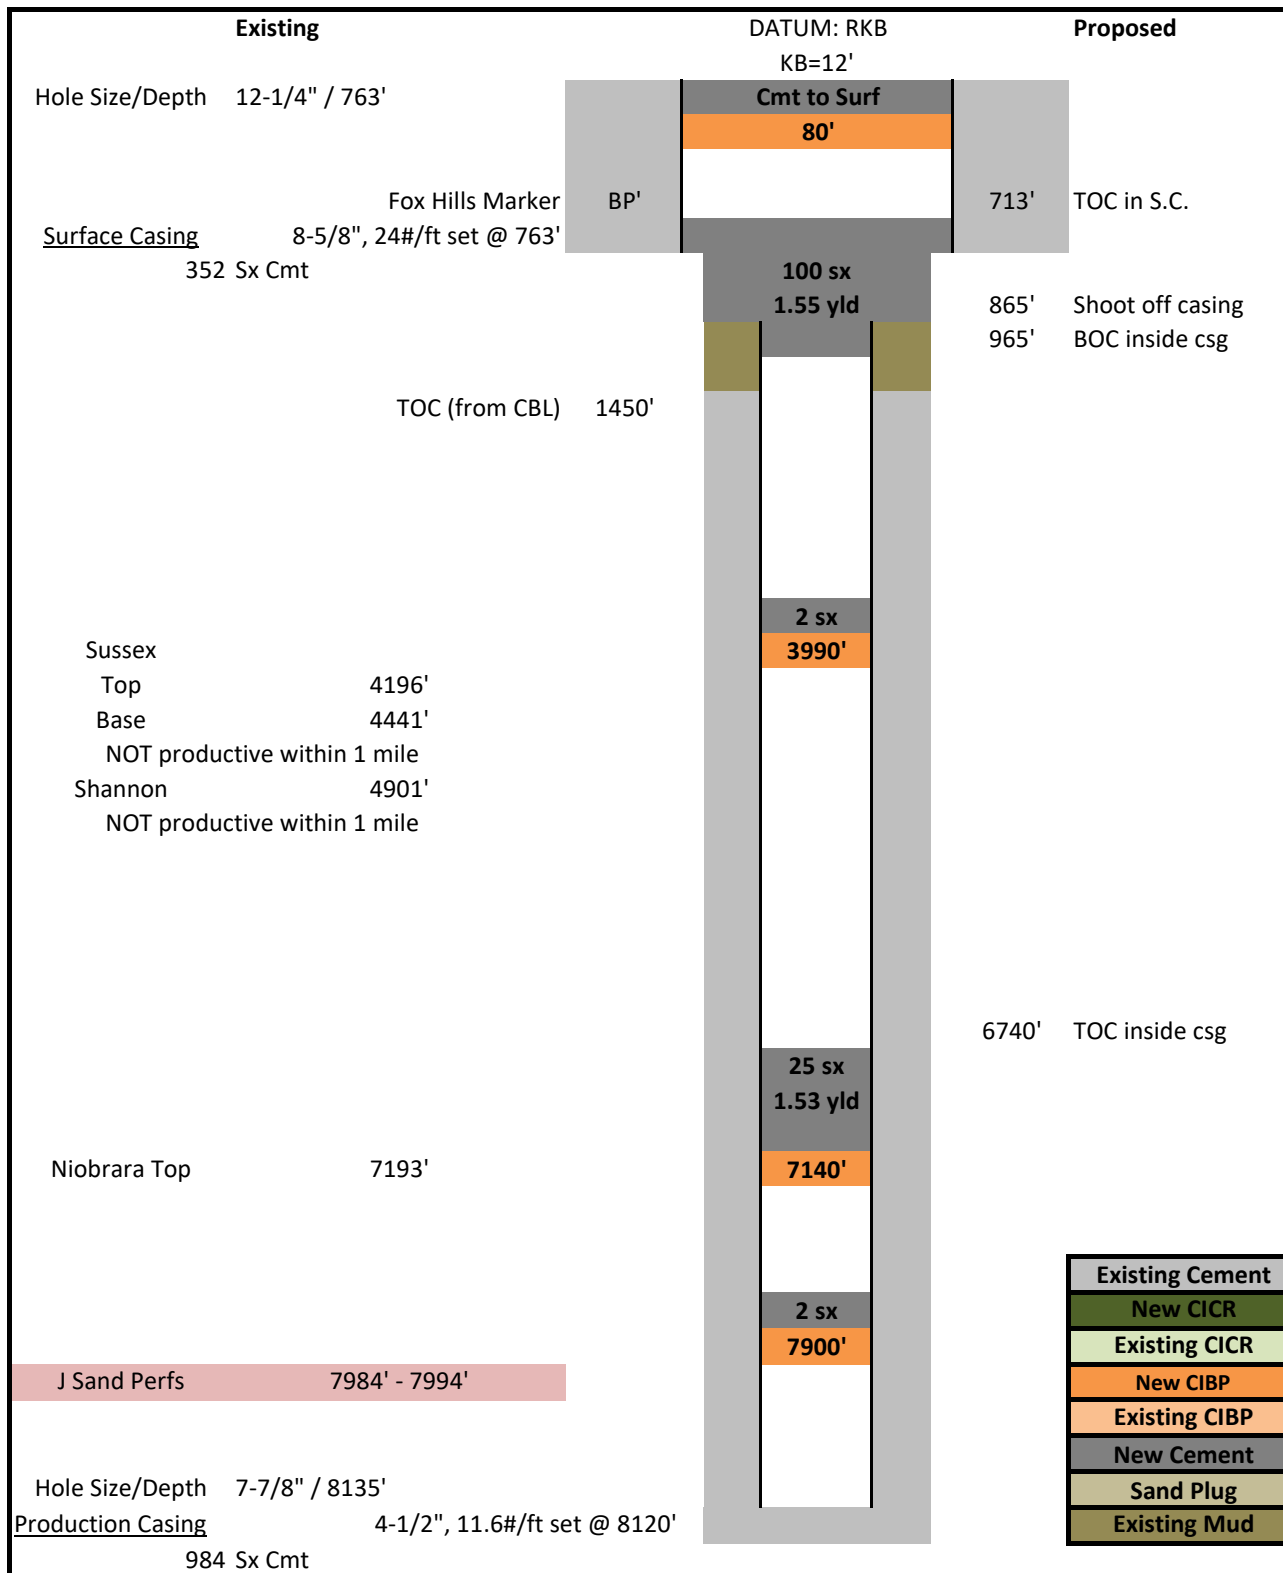 Existing DATUM: RKB Proposed
KB=12'
Hole Size/Depth 12-1/4" / 763' Cmt to Surf
80'
Fox Hills Marker BP' 713' TOC in S.C.
Surface Casing 8-5/8", 24#/ft set @ 763'
352 Sx Cmt 100 sx
1.55 yld 865' Shoot off casing
965' BOC inside csg
TOC (from CBL) 1450'
2 sx
Sussex 3990'
Top 4196'
Base 4441'
NOT productive within 1 mile
Shannon 4901'
NOT productive within 1 mile
6740' TOC inside csg
25 sx
1.53 yld
Niobrara Top 7193' 7140'
Existing Cement
2 sx New CICR
7900' Existing CICR
J Sand Perfs 7984' - 7994' New CIBP
Existing CIBP
New Cement
Hole Size/Depth 7-7/8" / 8135' Sand Plug
Production Casing 4-1/2", 11.6#/ft set @ 8120' Existing Mud
984 Sx Cmt